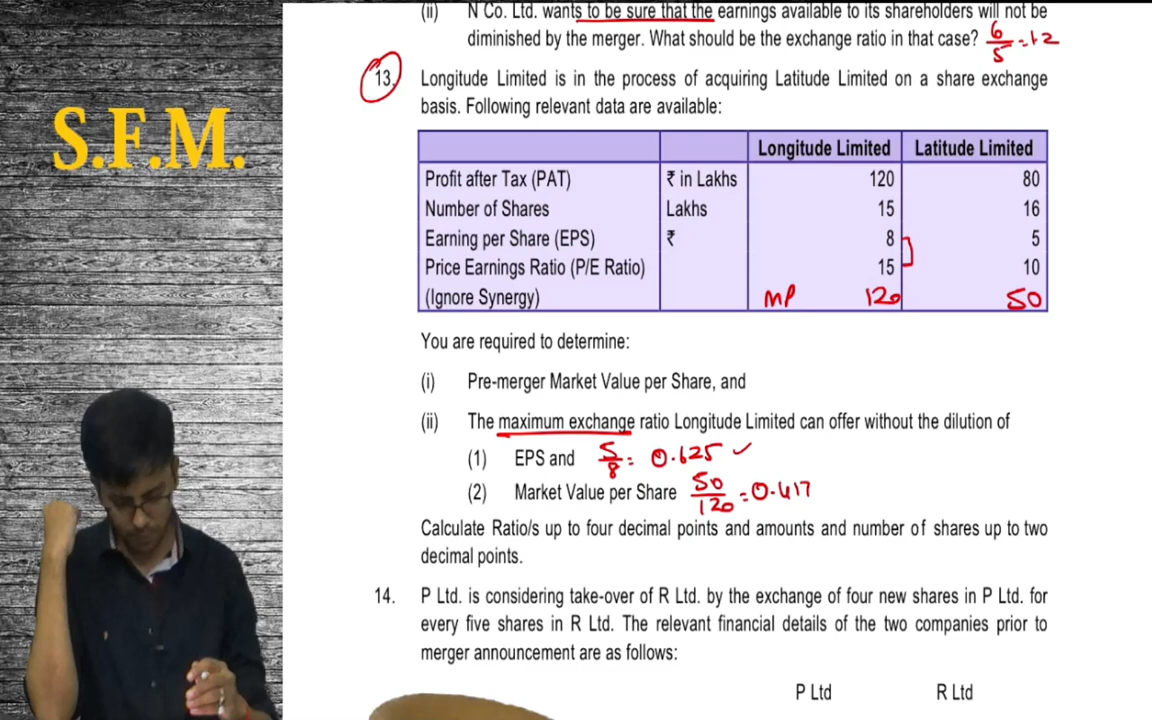 (ii) N Co. Ltd. wants to be sure that the earnings available to its shareholders will not be
diminished by the merger. What should be the exchange ratio in that case? 6/5 = 1.2
S.F.M.
13. Longitude Limited is in the process of acquiring Latitude Limited on a share exchange
basis. Following relevant data are available:
Longitude Limited Latitude Limited
Profit after Tax (PAT) ₹ in Lakhs 120 80
Number of Shares Lakhs 15 16
Earning per Share (EPS) ₹ 8 5
Price Earnings Ratio (P/E Ratio) 15 10
(Ignore Synergy) MP 120 50
You are required to determine:
(i) Pre-merger Market Value per Share, and
(ii) The maximum exchange ratio Longitude Limited can offer without the dilution of
(1) EPS and 5/8 = 0.625 ✓
(2) Market Value per Share 50/120 = 0.417
Calculate Ratio/s up to four decimal points and amounts and number of shares up to two
decimal points.
14. P Ltd. is considering take-over of R Ltd. by the exchange of four new shares in P Ltd. for
every five shares in R Ltd. The relevant financial details of the two companies prior to
merger announcement are as follows:
P Ltd R Ltd